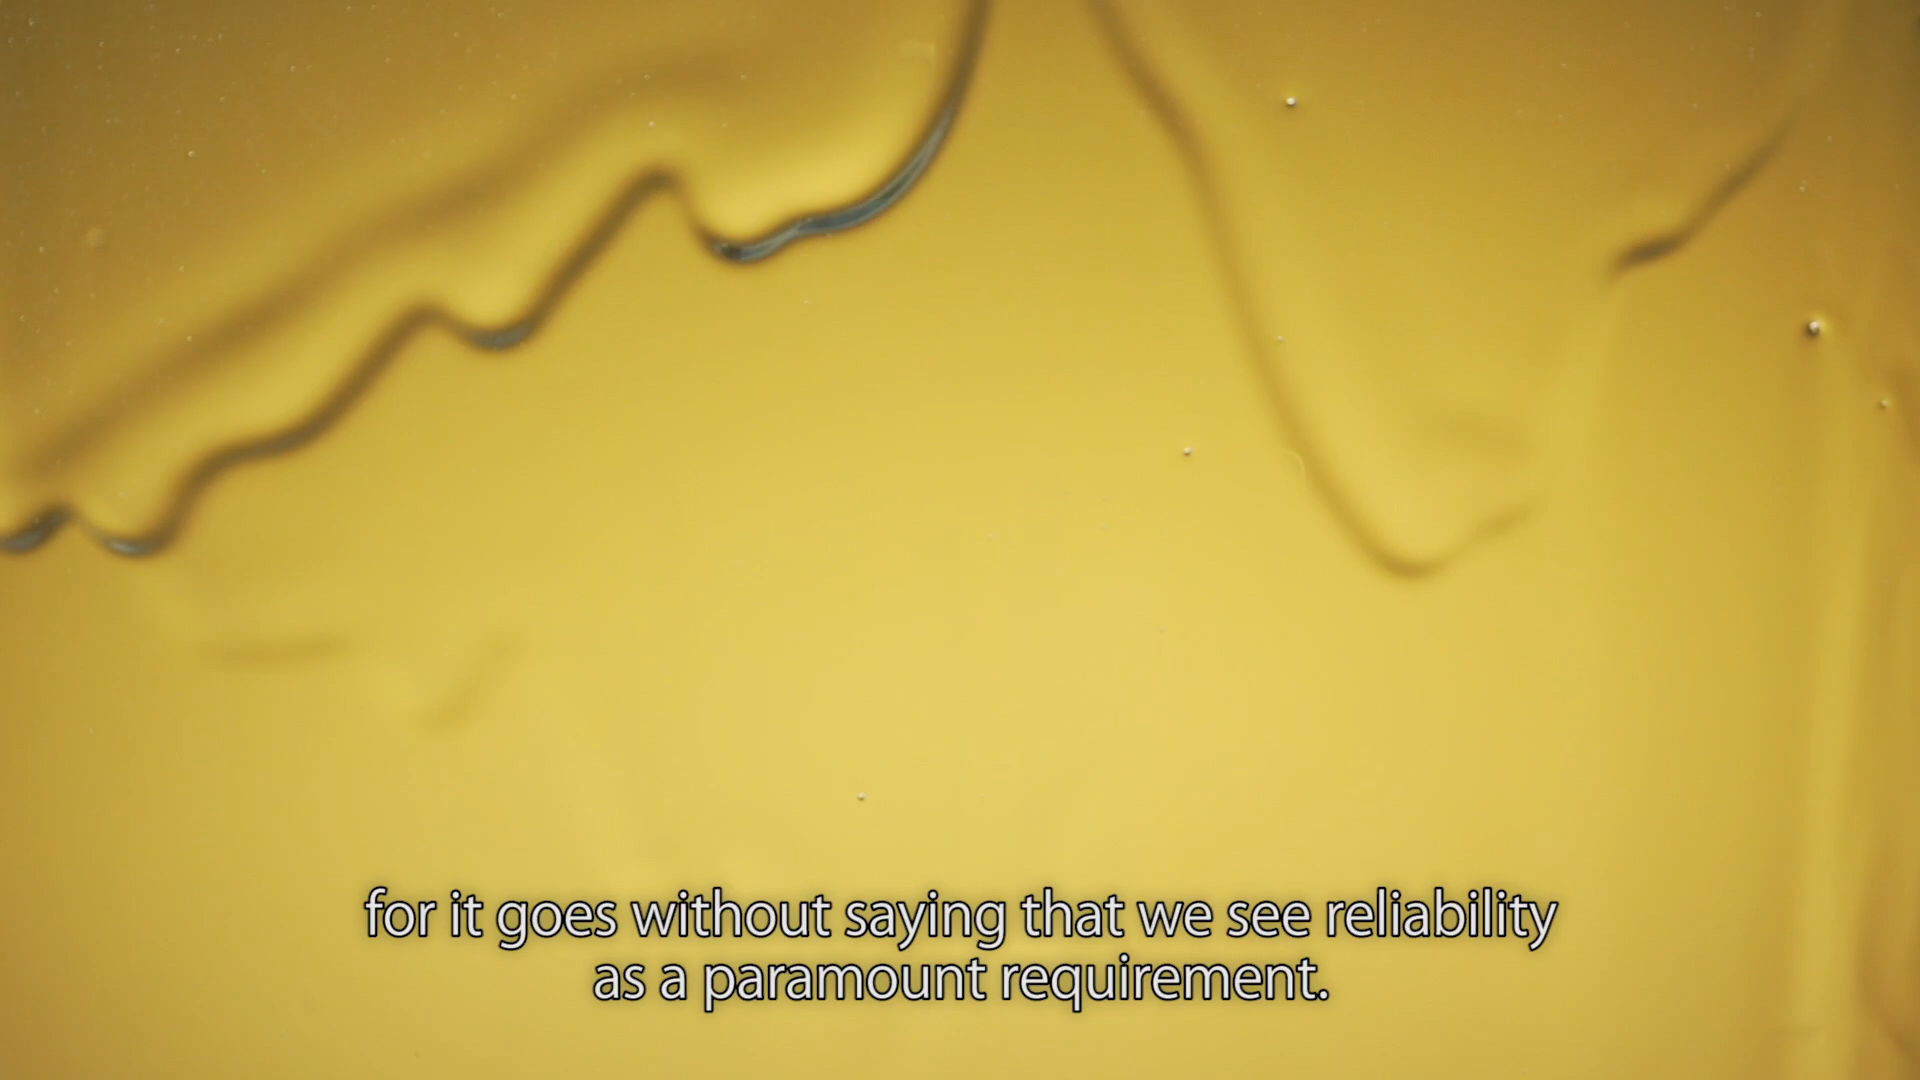 for it goes without saying that we see reliability
as a paramount requirement.